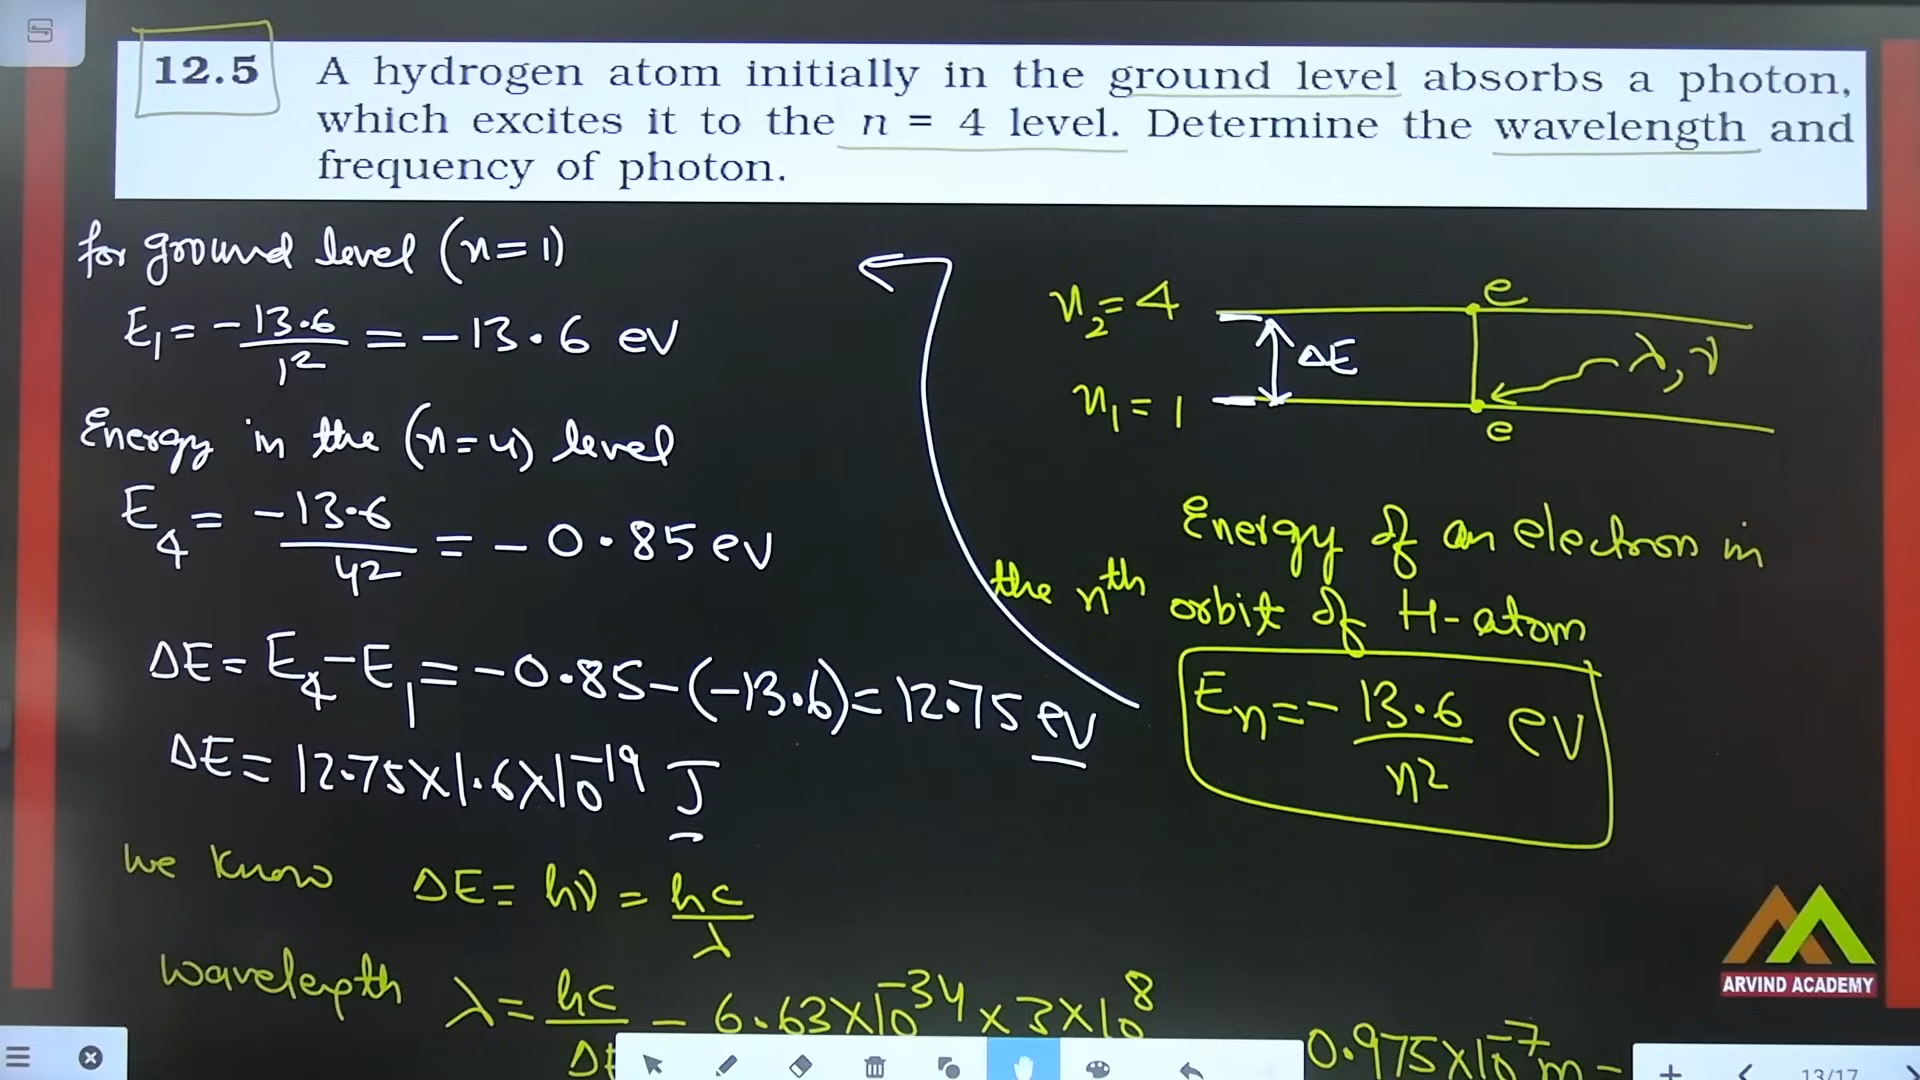 12.5 A hydrogen atom initially in the ground level absorbs a photon,
which excites it to the n = 4 level. Determine the wavelength and
frequency of photon.
for ground level (n=1)
E₁ = -13.6/1² = -13.6 eV
Energy in the (n=4) level
E₄ = -13.6/4² = -0.85 eV
ΔE = E₄-E₁ = -0.85-(-13.6) = 12.75 eV
ΔE = 12.75×1.6×10⁻¹⁹ J
We know ΔE = hν = hc/λ
wavelength λ = hc/ΔE = 6.63×10⁻³⁴ × 3×10⁸
0.975×10⁻⁷m =
n₂=4
e
ΔE
λ, ν
n₁=1
e
Energy of an electron in
the nᵗʰ orbit of H-atom
Eₙ = -13.6/n² eV
ARVIND ACADEMY
13/17